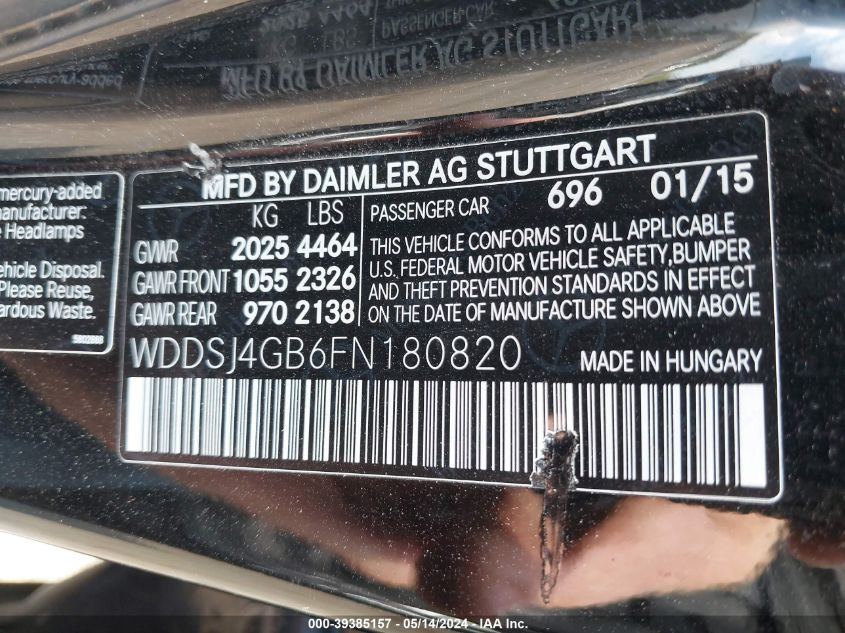 MFD BY DAIMLER AG STUTTGART
KG LBS
GVWR 2025 4464
GAWR FRONT 1055 2326
GAWR REAR 970 2138
PASSENGER CAR 696 01/15
THIS VEHICLE CONFORMS TO ALL APPLICABLE
U.S. FEDERAL MOTOR VEHICLE SAFETY, BUMPER
AND THEFT PREVENTION STANDARDS IN EFFECT
ON THE DATE OF MANUFACTURE SHOWN ABOVE
WDDSJ4GB6FN180820 MADE IN HUNGARY
mercury-added
manufacturer:
Headlamps
Vehicle Disposal.
Please Reuse,
Hazardous Waste.
000-39385157 - 05/14/2024 - IAA Inc.